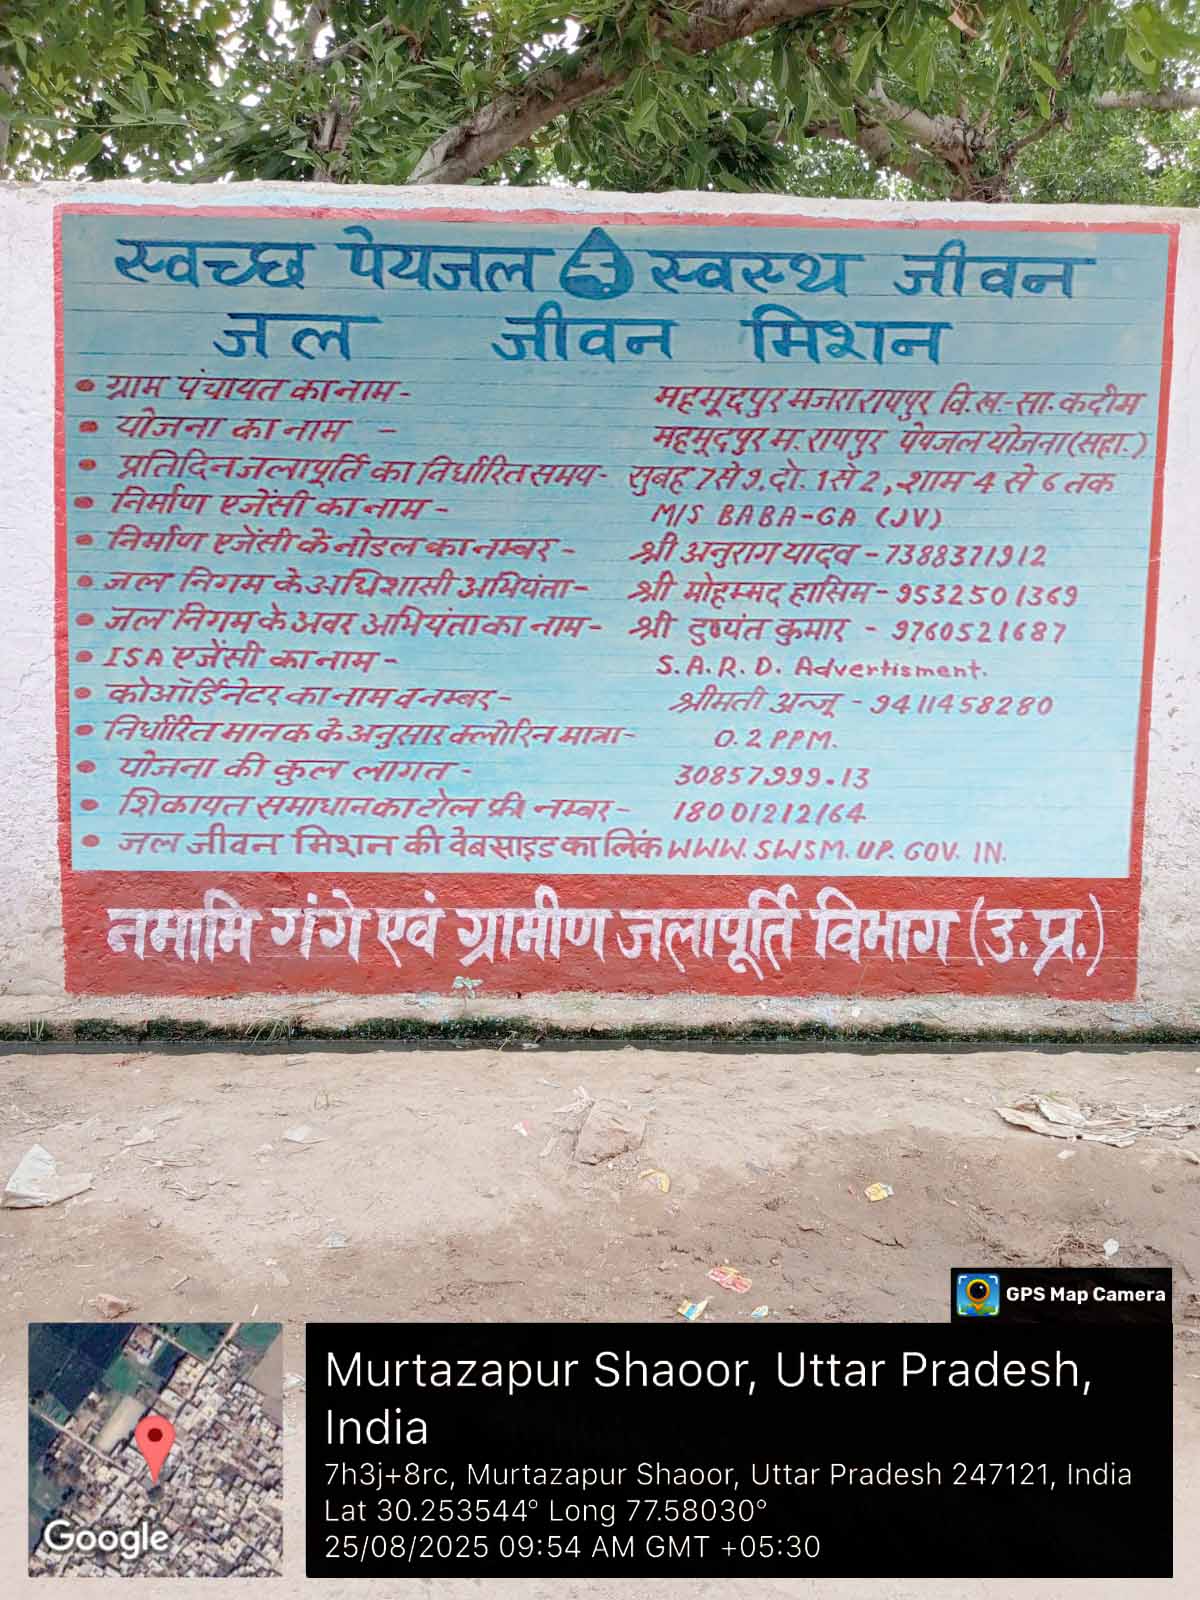 स्वच्छ पेयजल स्वस्थ जीवन
जल जीवन मिशन
• ग्राम पंचायत का नाम - महमूदपुर मजरा रायपुर वि.ख.- सा. कदीम
• योजना का नाम - महमूदपुर म. रायपुर पेयजल योजना (सहा.)
• प्रतिदिन जलापूर्ति का निर्धारित समय- सुबह 7 से 9, दो. 1 से 2, शाम 4 से 6 तक
• निर्माण एजेंसी का नाम - M/S BABA-GA (JV)
• निर्माण एजेंसी के नोडल का नम्बर - श्री अनुराग यादव - 7388371912
• जल निगम के अधिशासी अभियंता- श्री मोहम्मद हासिम - 9532501369
• जल निगम के अवर अभियंता का नाम - श्री दुष्यंत कुमार - 9760521687
• ISA एजेंसी का नाम - S.A.R.D. Advertisment.
• कोऑर्डिनेटर का नाम व नम्बर - श्रीमती अन्जू - 9411458280
• निर्धारित मानक के अनुसार क्लोरिन मात्रा - 0.2 PPM.
• योजना की कुल लागत - 30857999.13
• शिकायत समाधान का टोल फ्री नम्बर - 18001212164
• जल जीवन मिशन की वेबसाइड का लिंक WWW.SWSM.UP.GOV.IN.
नमामि गंगे एवं ग्रामीण जलापूर्ति विभाग (उ.प्र.)
GPS Map Camera
Murtazapur Shaoor, Uttar Pradesh,
India
7h3j+8rc, Murtazapur Shaoor, Uttar Pradesh 247121, India
Lat 30.253544° Long 77.58030°
25/08/2025 09:54 AM GMT +05:30
Google